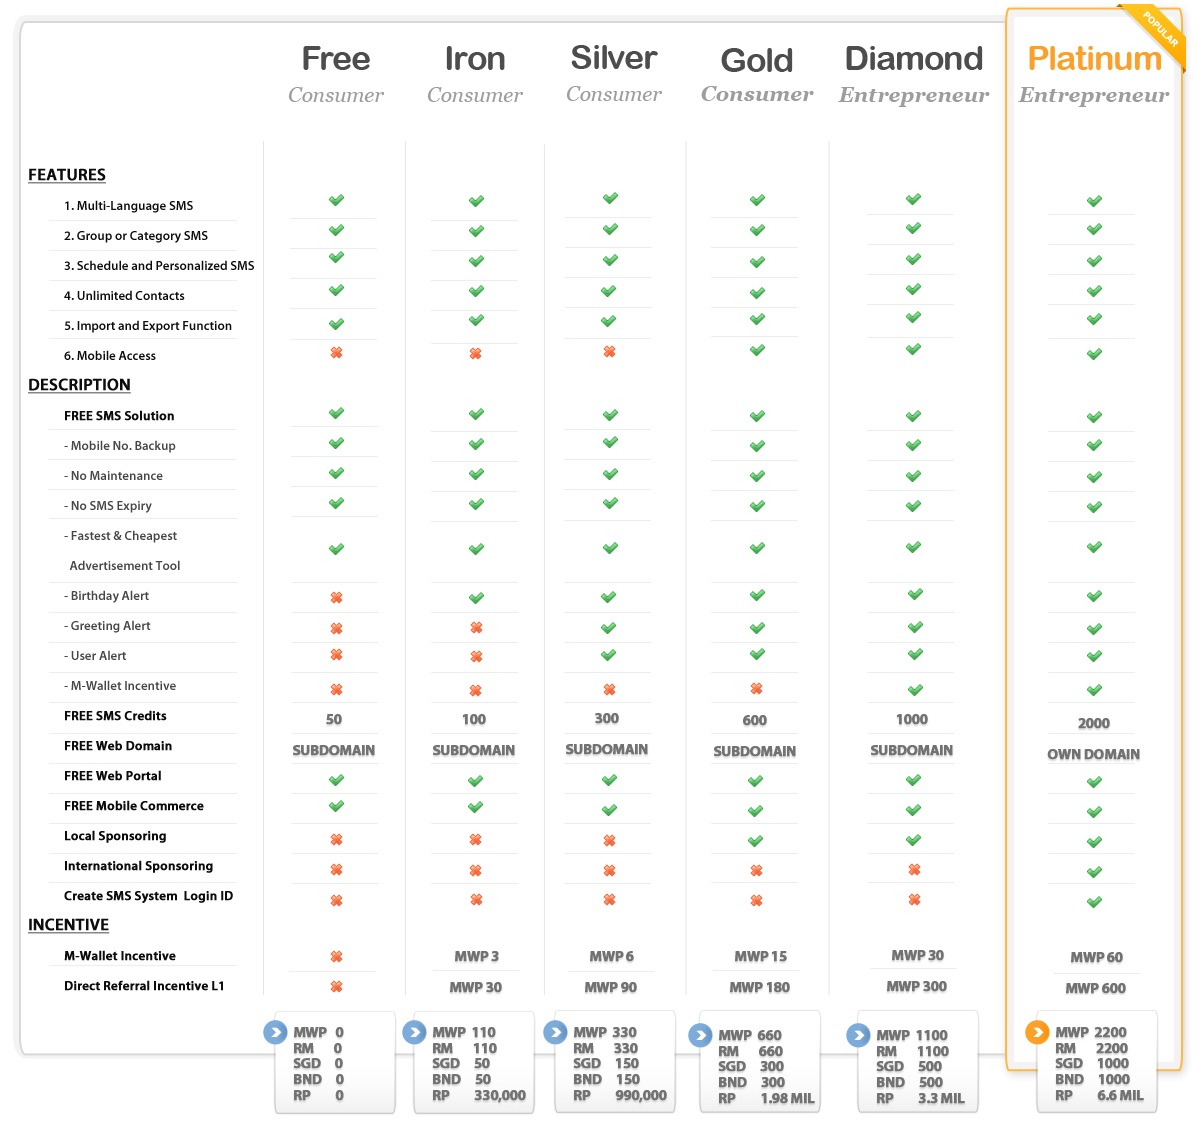 POPULAR
Free Iron Silver Gold Diamond Platinum
Consumer Consumer Consumer Consumer Entrepreneur Entrepreneur
FEATURES
1. Multi-Language SMS
2. Group or Category SMS
3. Schedule and Personalized SMS
4. Unlimited Contacts
5. Import and Export Function
6. Mobile Access
DESCRIPTION
FREE SMS Solution
- Mobile No. Backup
- No Maintenance
- No SMS Expiry
- Fastest & Cheapest
Advertisement Tool
- Birthday Alert
- Greeting Alert
- User Alert
- M-Wallet Incentive
FREE SMS Credits 50 100 300 600 1000 2000
FREE Web Domain SUBDOMAIN SUBDOMAIN SUBDOMAIN SUBDOMAIN SUBDOMAIN OWN DOMAIN
FREE Web Portal
FREE Mobile Commerce
Local Sponsoring
International Sponsoring
Create SMS System Login ID
INCENTIVE
M-Wallet Incentive MWP 3 MWP 6 MWP 15 MWP 30 MWP 60
Direct Referral Incentive L1 MWP 30 MWP 90 MWP 180 MWP 300 MWP 600
MWP 0 MWP 110 MWP 330 MWP 660 MWP 1100 MWP 2200
RM 0 RM 110 RM 330 RM 660 RM 1100 RM 2200
SGD 0 SGD 50 SGD 150 SGD 300 SGD 500 SGD 1000
BND 0 BND 50 BND 150 BND 300 BND 500 BND 1000
RP 0 RP 330,000 RP 990,000 RP 1.98 MIL RP 3.3 MIL RP 6.6 MIL